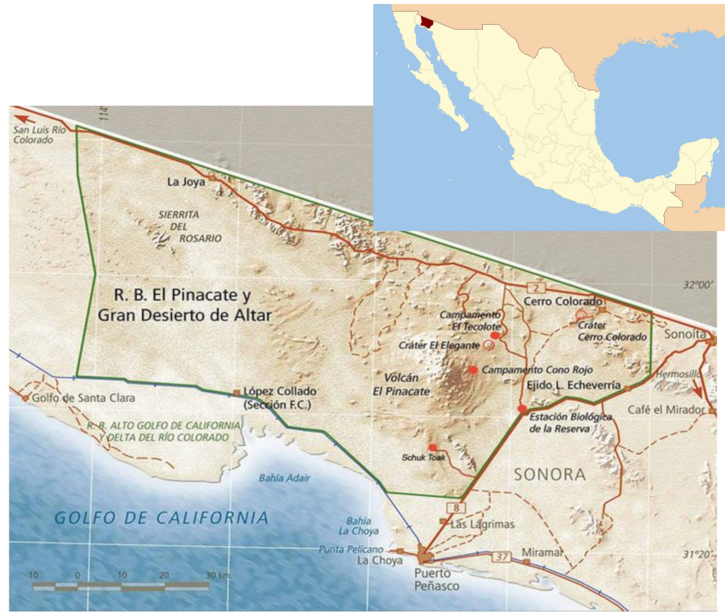 114°
San Luis Río
Colorado
La Joya
SIERRITA
DEL
ROSARIO
R. B. El Pinacate y
Gran Desierto de Altar
32°00'
2
Cerro Colorado
Campamento
El Tecolote
Cráter El Elegante
Cráter
Cerro Colorado
Sonoita
Campamento Cono Rojo
Volcán
El Pinacate
Hermosillo
Ejido L. Echeverría
Golfo de Santa Clara
López Collado
(Sección F.C.)
Café el Mirador
Estación Biológica
de la Reserva
R. B. ALTO GOLFO DE CALIFORNIA
Y DELTA DEL RÍO COLORADO
Schuk Toak
SONORA
Bahía Adair
8
GOLFO DE CALIFORNIA
Bahía
La Choya
Las Lágrimas
Punta Pelícano
La Choya
37
Miramar
31°20'
Puerto
Peñasco
10 0 10 20 30 km.